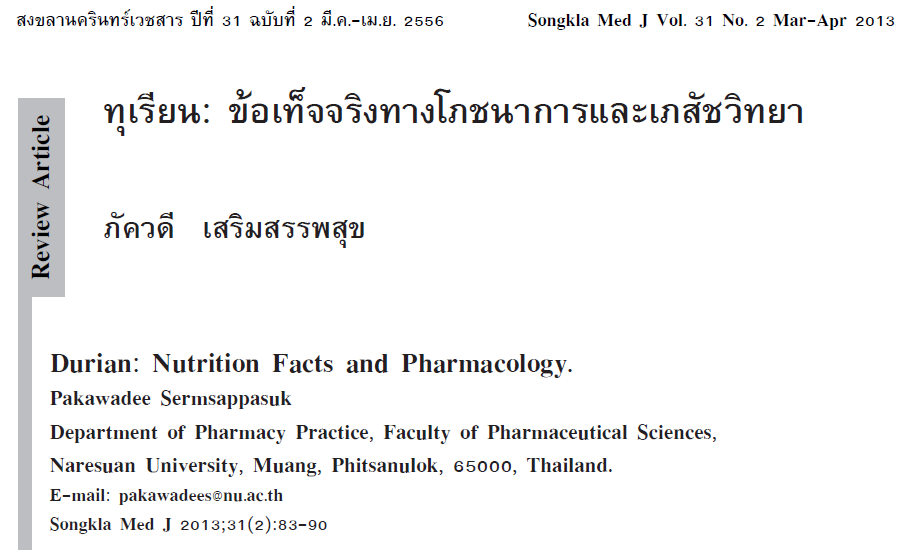 สงขลานครินทร์เวชสาร ปีที่ 31 ฉบับที่ 2 มี.ค.-เม.ย. 2556
Songkla Med J Vol. 31 No. 2 Mar-Apr 2013
Review Article
ทุเรียน: ข้อเท็จจริงทางโภชนาการและเภสัชวิทยา
ภัควดี เสริมสรรพสุข
Durian: Nutrition Facts and Pharmacology.
Pakawadee Sermsappasuk
Department of Pharmacy Practice, Faculty of Pharmaceutical Sciences,
Naresuan University, Muang, Phitsanulok, 65000, Thailand.
E-mail: pakawadees@nu.ac.th
Songkla Med J 2013;31(2):83-90